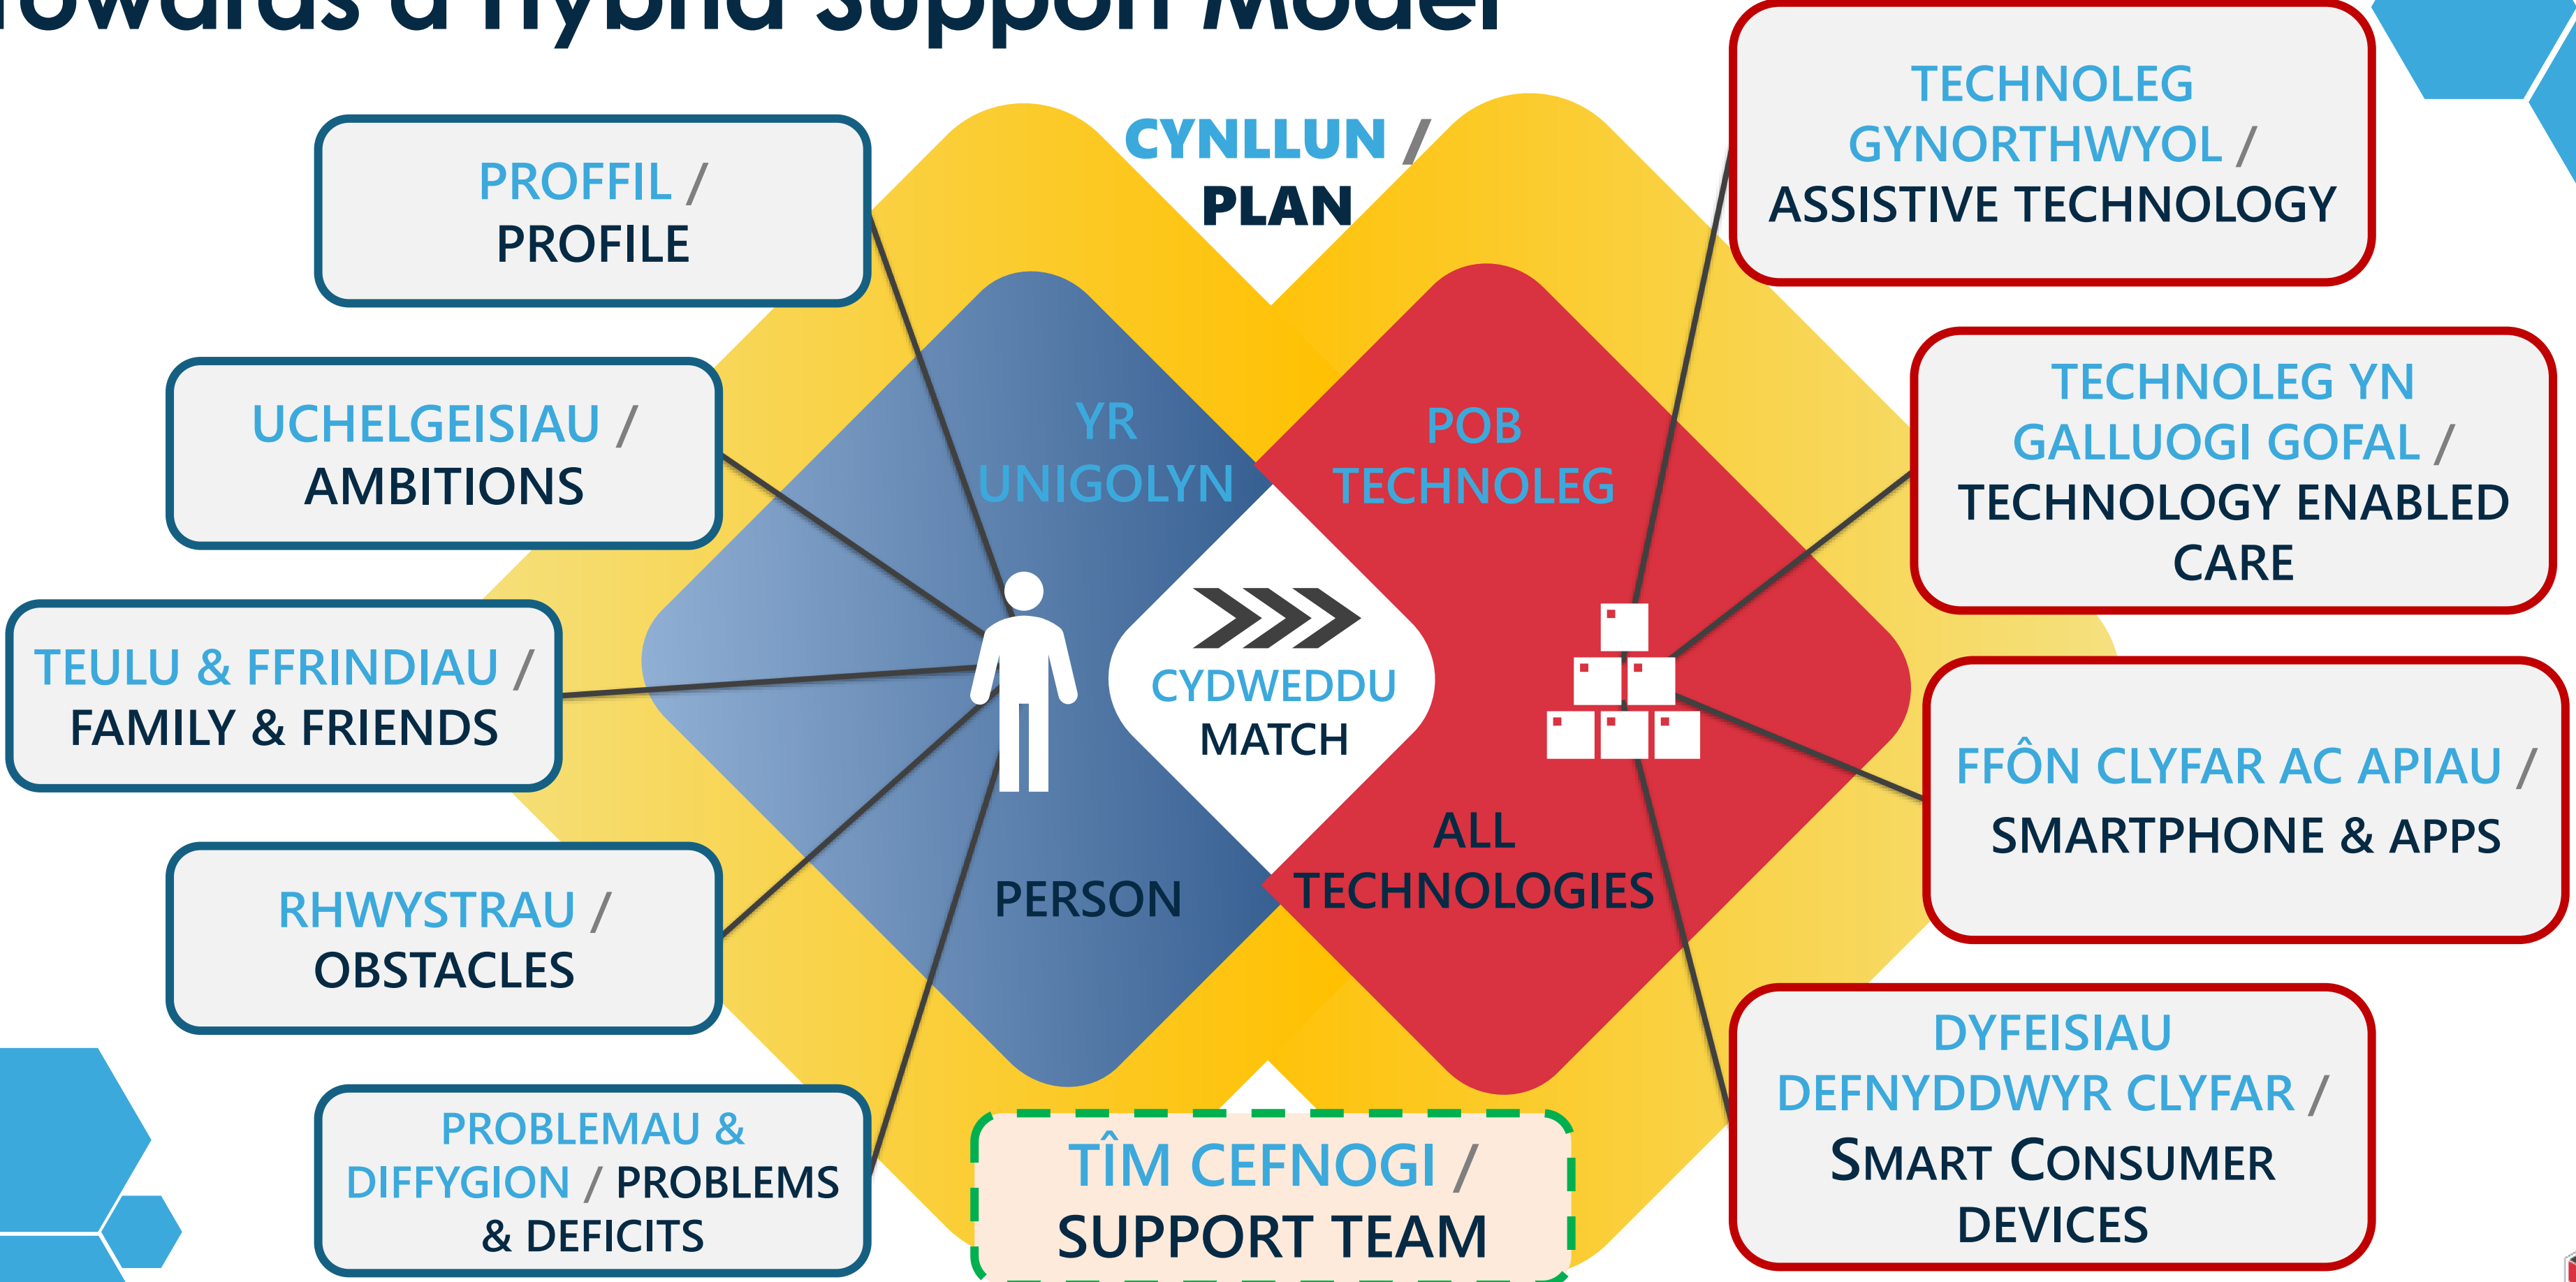 Towards a Hybrid Support Model
CYNLLUN /
PLAN
PROFFIL /
PROFILE
UCHELGEISIAU /
AMBITIONS
TEULU & FFRINDIAU /
FAMILY & FRIENDS
RHWYSTRAU /
OBSTACLES
PROBLEMAU &
DIFFYGION / PROBLEMS
& DEFICITS
YR
UNIGOLYN
PERSON
CYDWEDDU
MATCH
POB
TECHNOLEG
ALL
TECHNOLOGIES
TÎM CEFNOGI /
SUPPORT TEAM
TECHNOLEG
GYNORTHWYOL /
ASSISTIVE TECHNOLOGY
TECHNOLEG YN
GALLUOGI GOFAL /
TECHNOLOGY ENABLED
CARE
FFÔN CLYFAR AC APIAU /
SMARTPHONE & APPS
DYFEISIAU
DEFNYDDWYR CLYFAR /
SMART CONSUMER
DEVICES